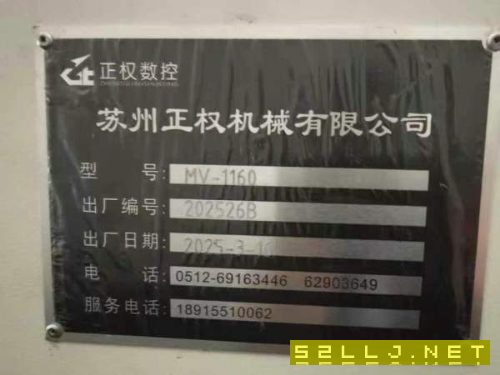 正权数控
苏州正权机械有限公司
型 号: MV-1160
出厂编号: 202526B
出厂日期: 2025-3-10
电 话: 0512-69163446 62903649
服务电话: 18915510062
52LLJ.NET